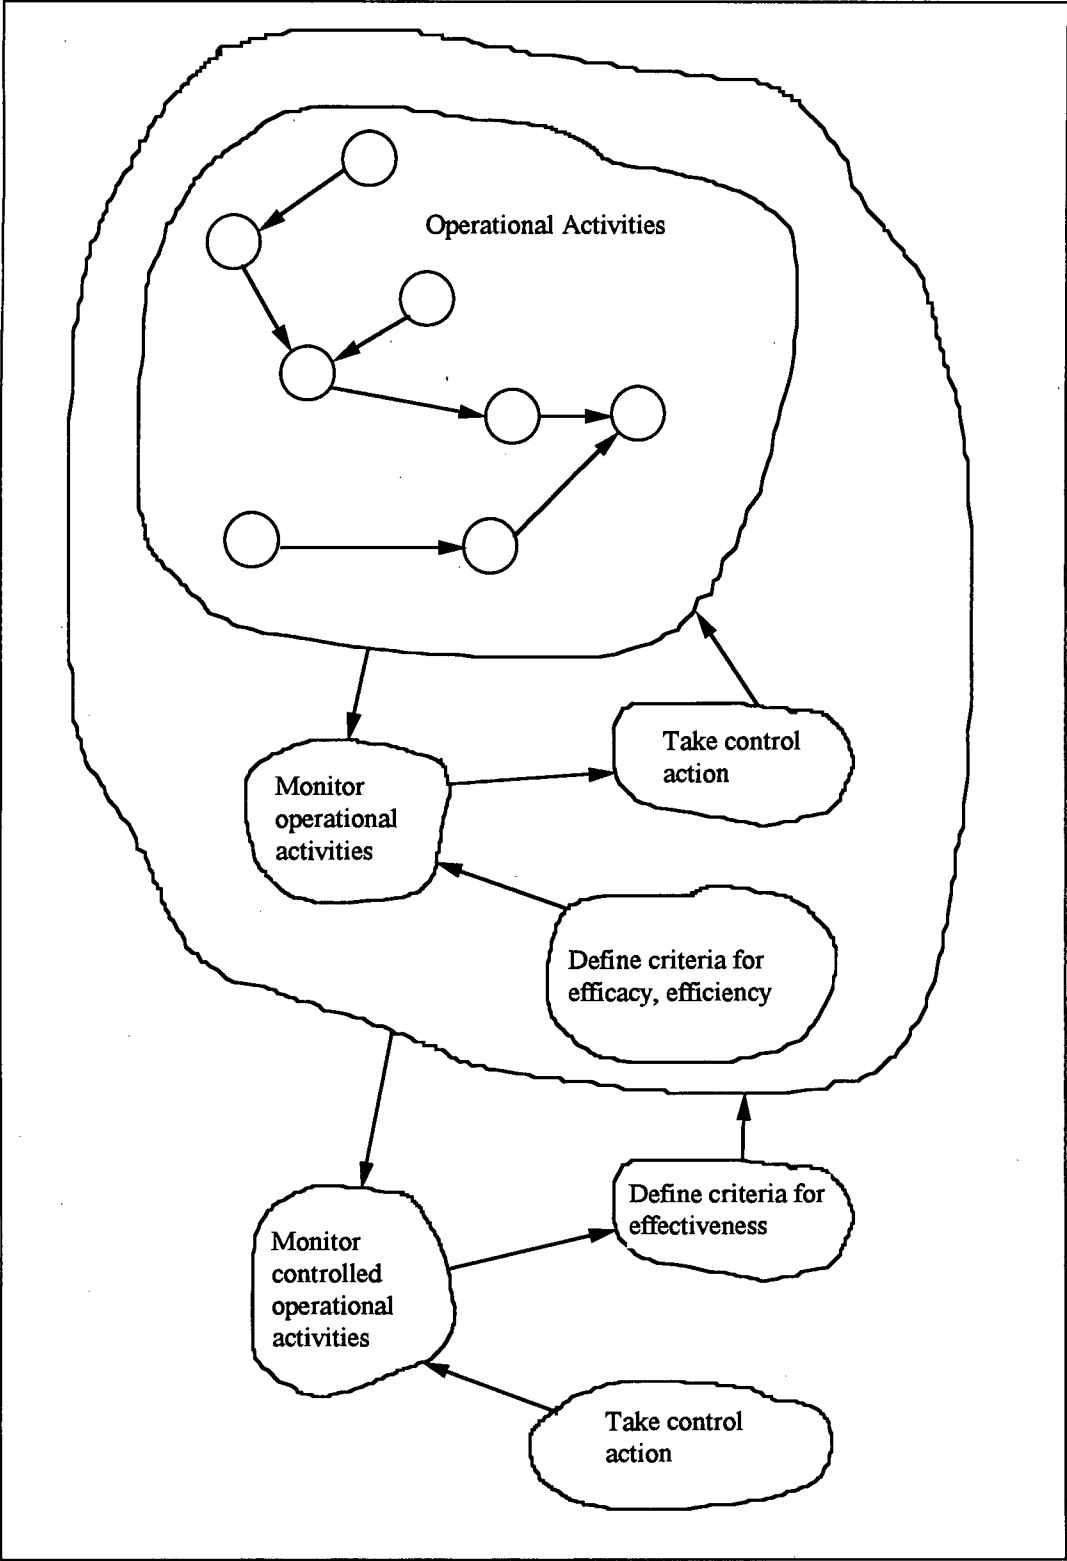 Operational Activities
Take control
action
Monitor
operational
activities
Define criteria for
efficacy, efficiency
Define criteria for
effectiveness
Monitor
controlled
operational
activities
Take control
action